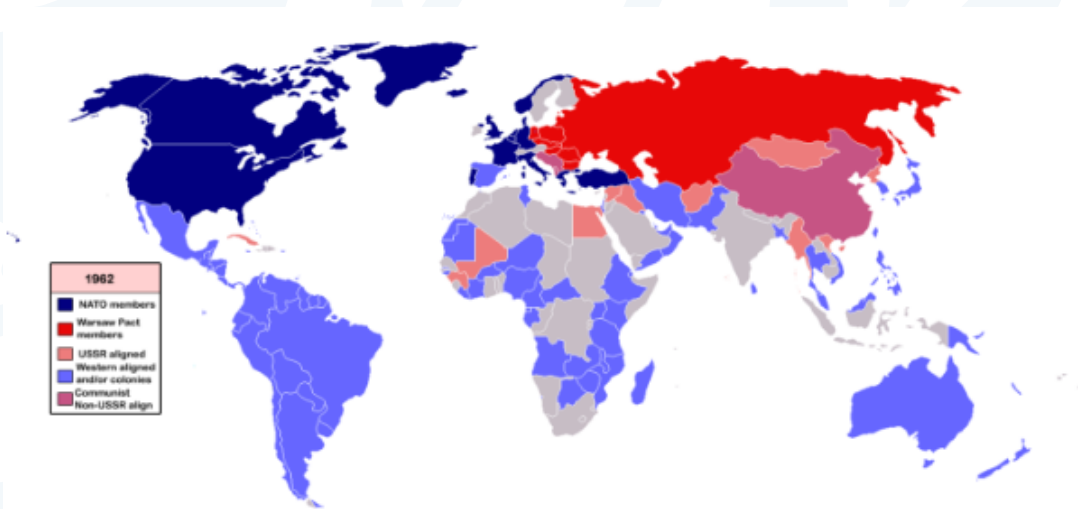 1962
NATO members
Warsaw Pact
members
USSR aligned
Western aligned
and/or colonies
Communist
Non-USSR align